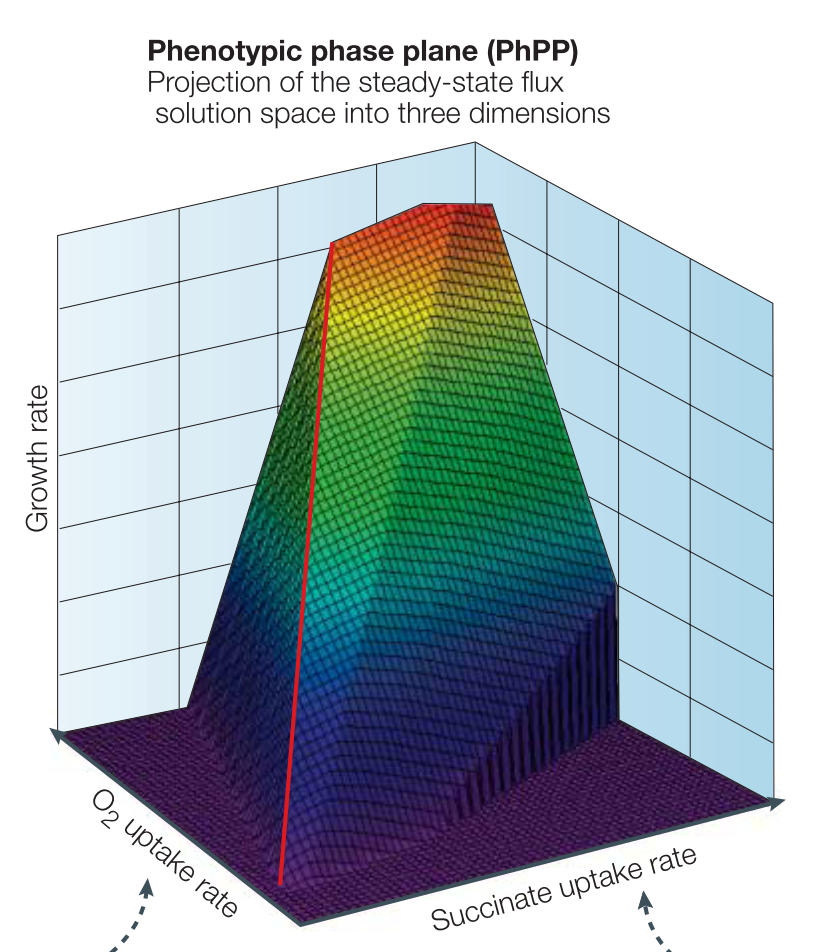 Phenotypic phase plane (PhPP)
Projection of the steady-state flux
solution space into three dimensions
Growth rate
O2 uptake rate
Succinate uptake rate